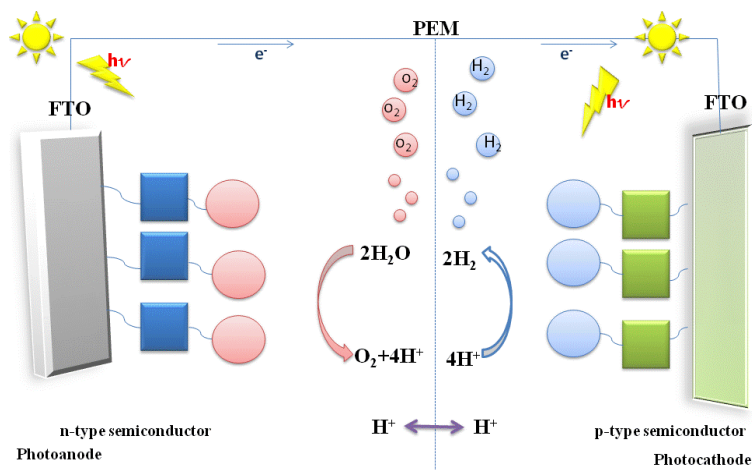 PEM
e⁻
e⁻
hν
hν
FTO
FTO
O₂
H₂
O₂
H₂
O₂
H₂
2H₂O
2H₂
O₂+4H⁺
4H⁺
H⁺
H⁺
n-type semiconductor
p-type semiconductor
Photoanode
Photocathode